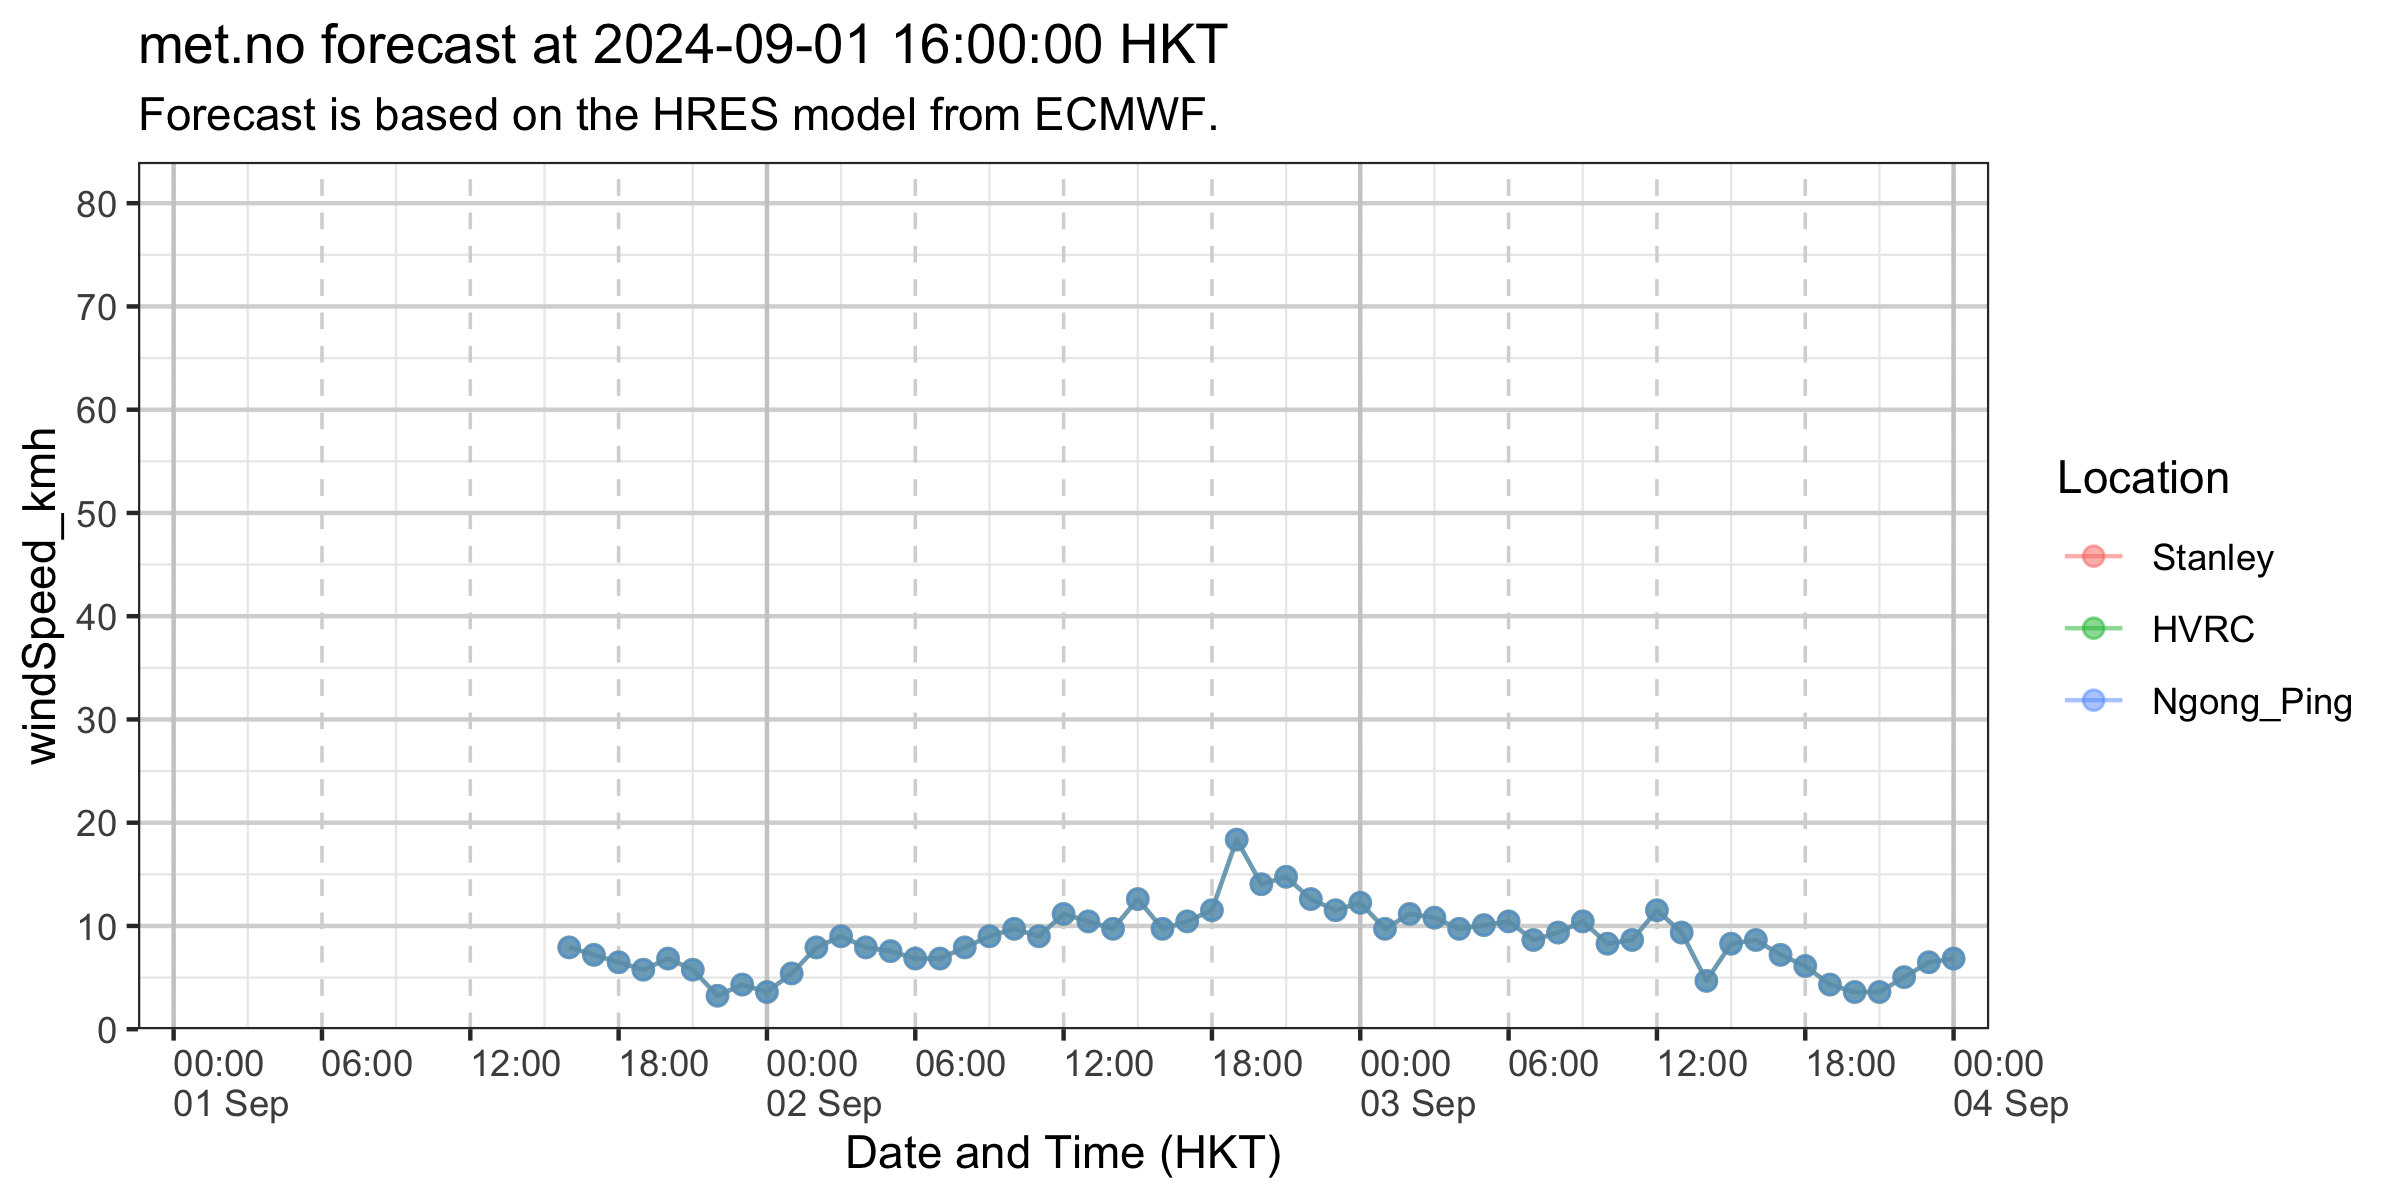 met.no forecast at 2024-09-01 16:00:00 HKT
Forecast is based on the HRES model from ECMWF.
windSpeed_kmh
80
70
60
50
40
30
20
10
0
00:00 06:00 12:00 18:00 00:00 06:00 12:00 18:00 00:00 06:00 12:00 18:00 00:00
01 Sep 02 Sep 03 Sep 04 Sep
Date and Time (HKT)
Location
Stanley
HVRC
Ngong_Ping